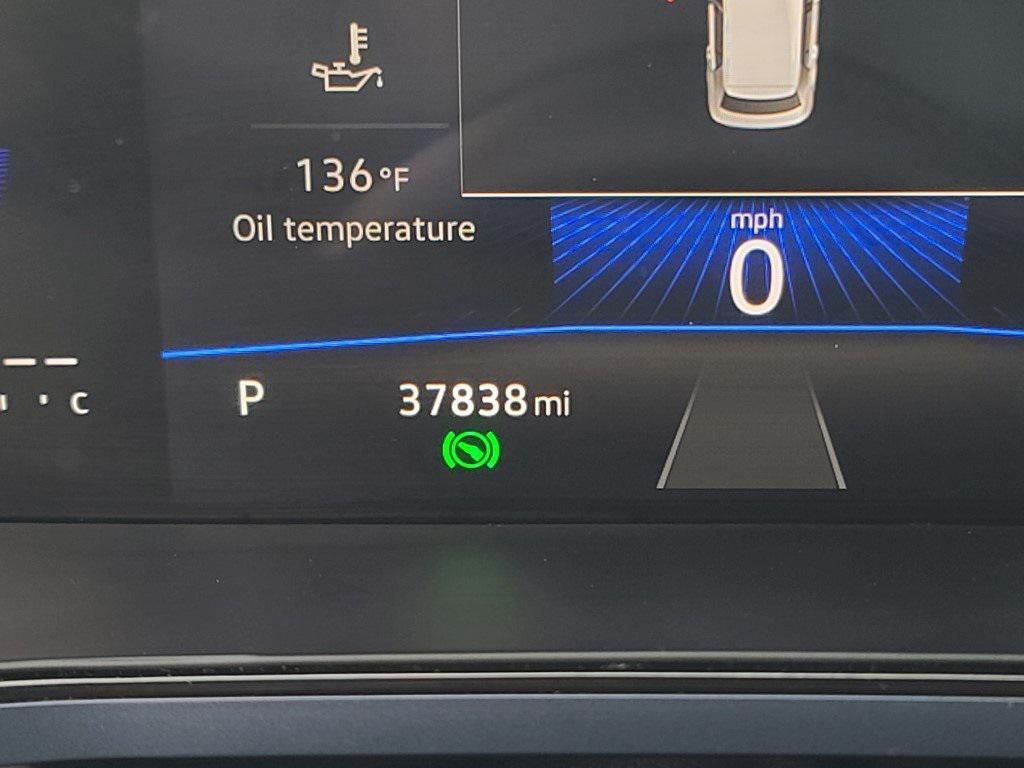 136 °F
Oil temperature
mph
0
C
P
37838 mi